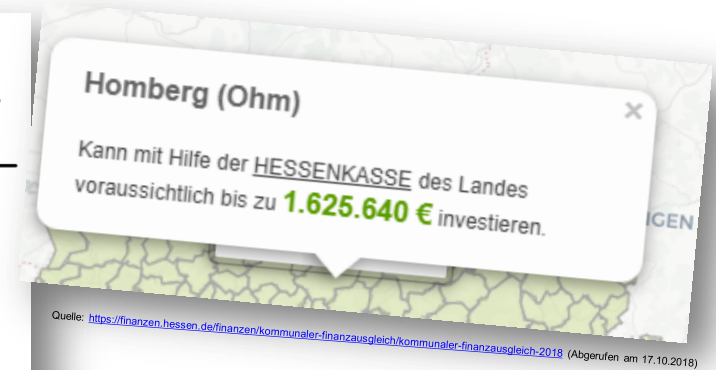 Homberg (Ohm)
×
Kann mit Hilfe der HESSENKASSE des Landes
voraussichtlich bis zu 1.625.640 € investieren.
NGEN
Quelle: https://finanzen.hessen.de/finanzen/kommunaler-finanzausgleich/kommunaler-finanzausgleich-2018 (Abgerufen am 17.10.2018)